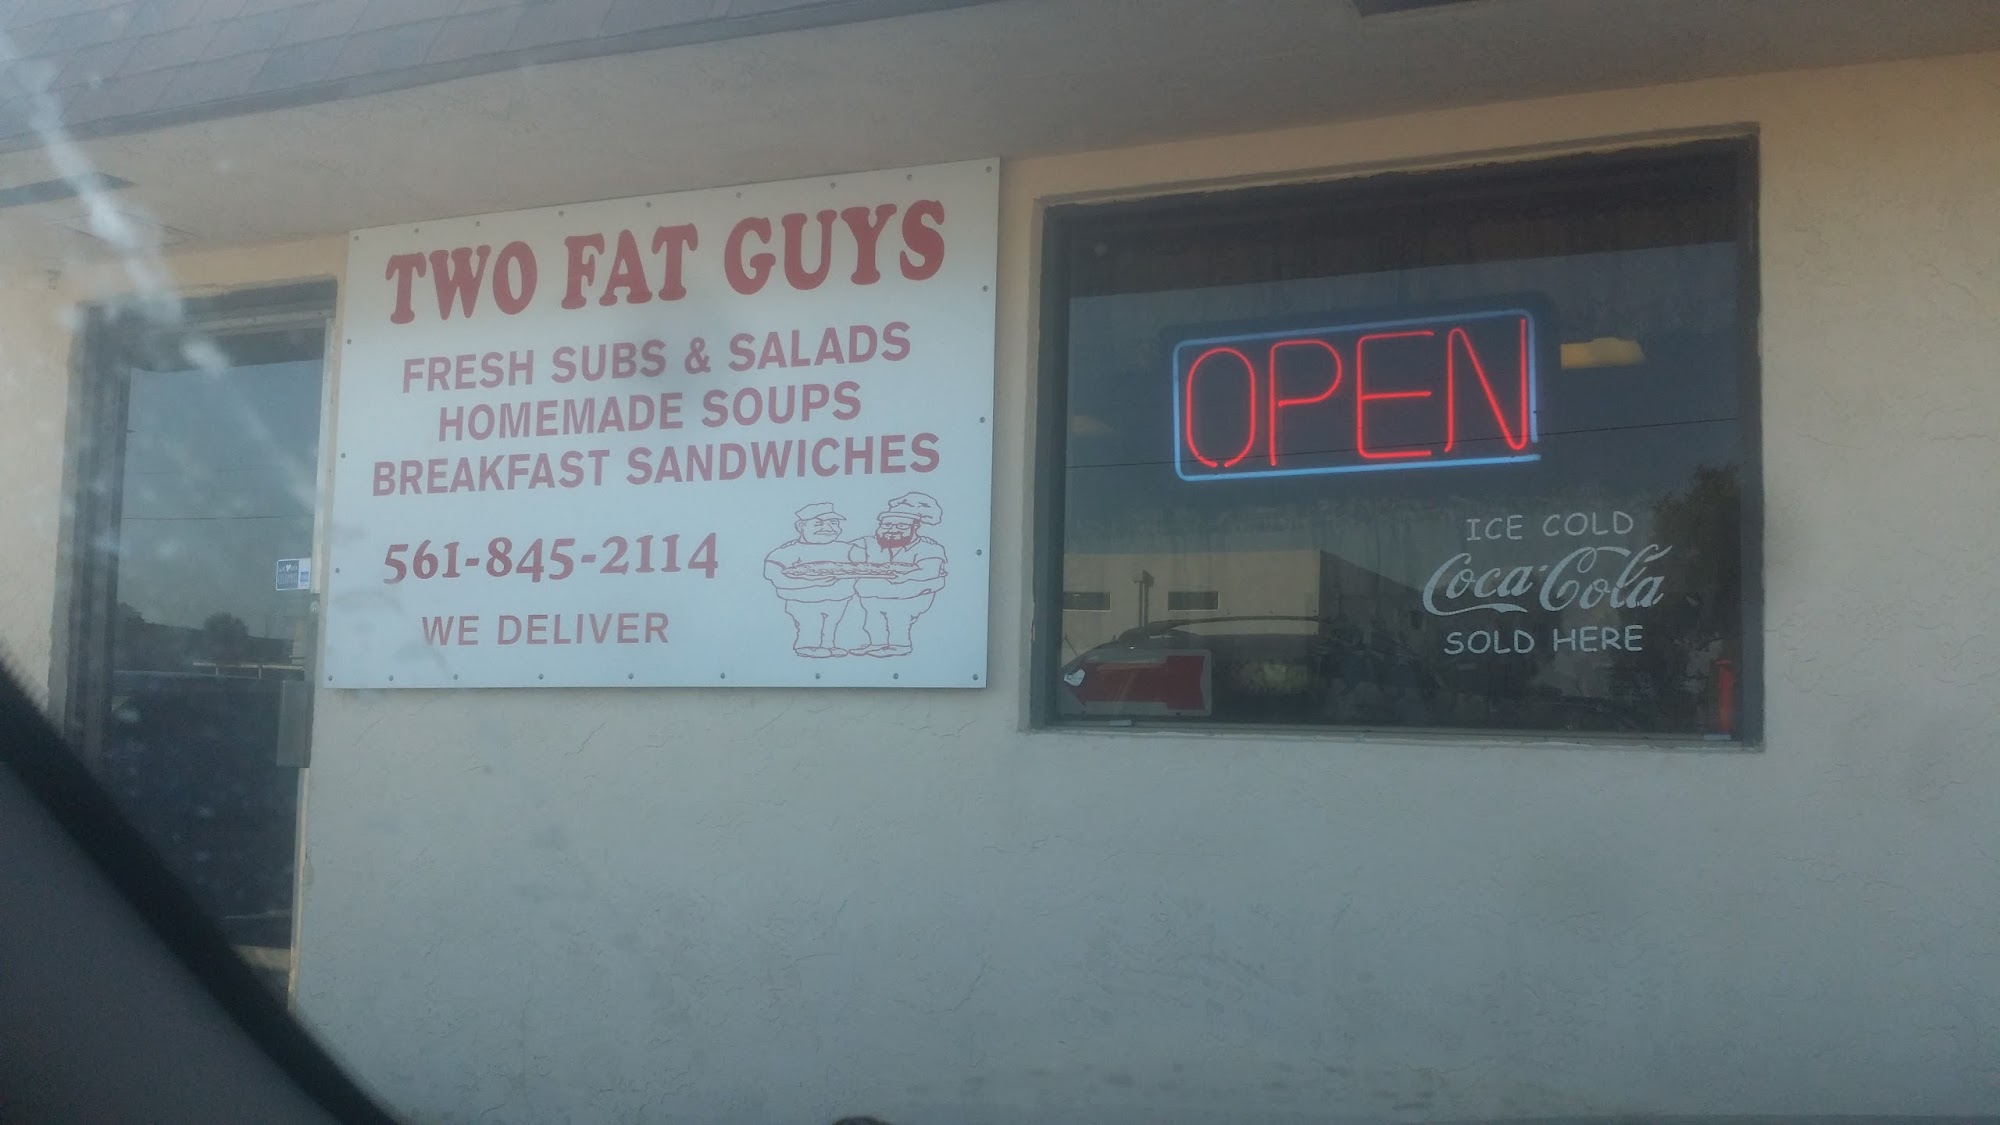 TWO FAT GUYS
FRESH SUBS & SALADS
HOMEMADE SOUPS
BREAKFAST SANDWICHES
561-845-2114
WE DELIVER
OPEN
ICE COLD
Coca-Cola
SOLD HERE